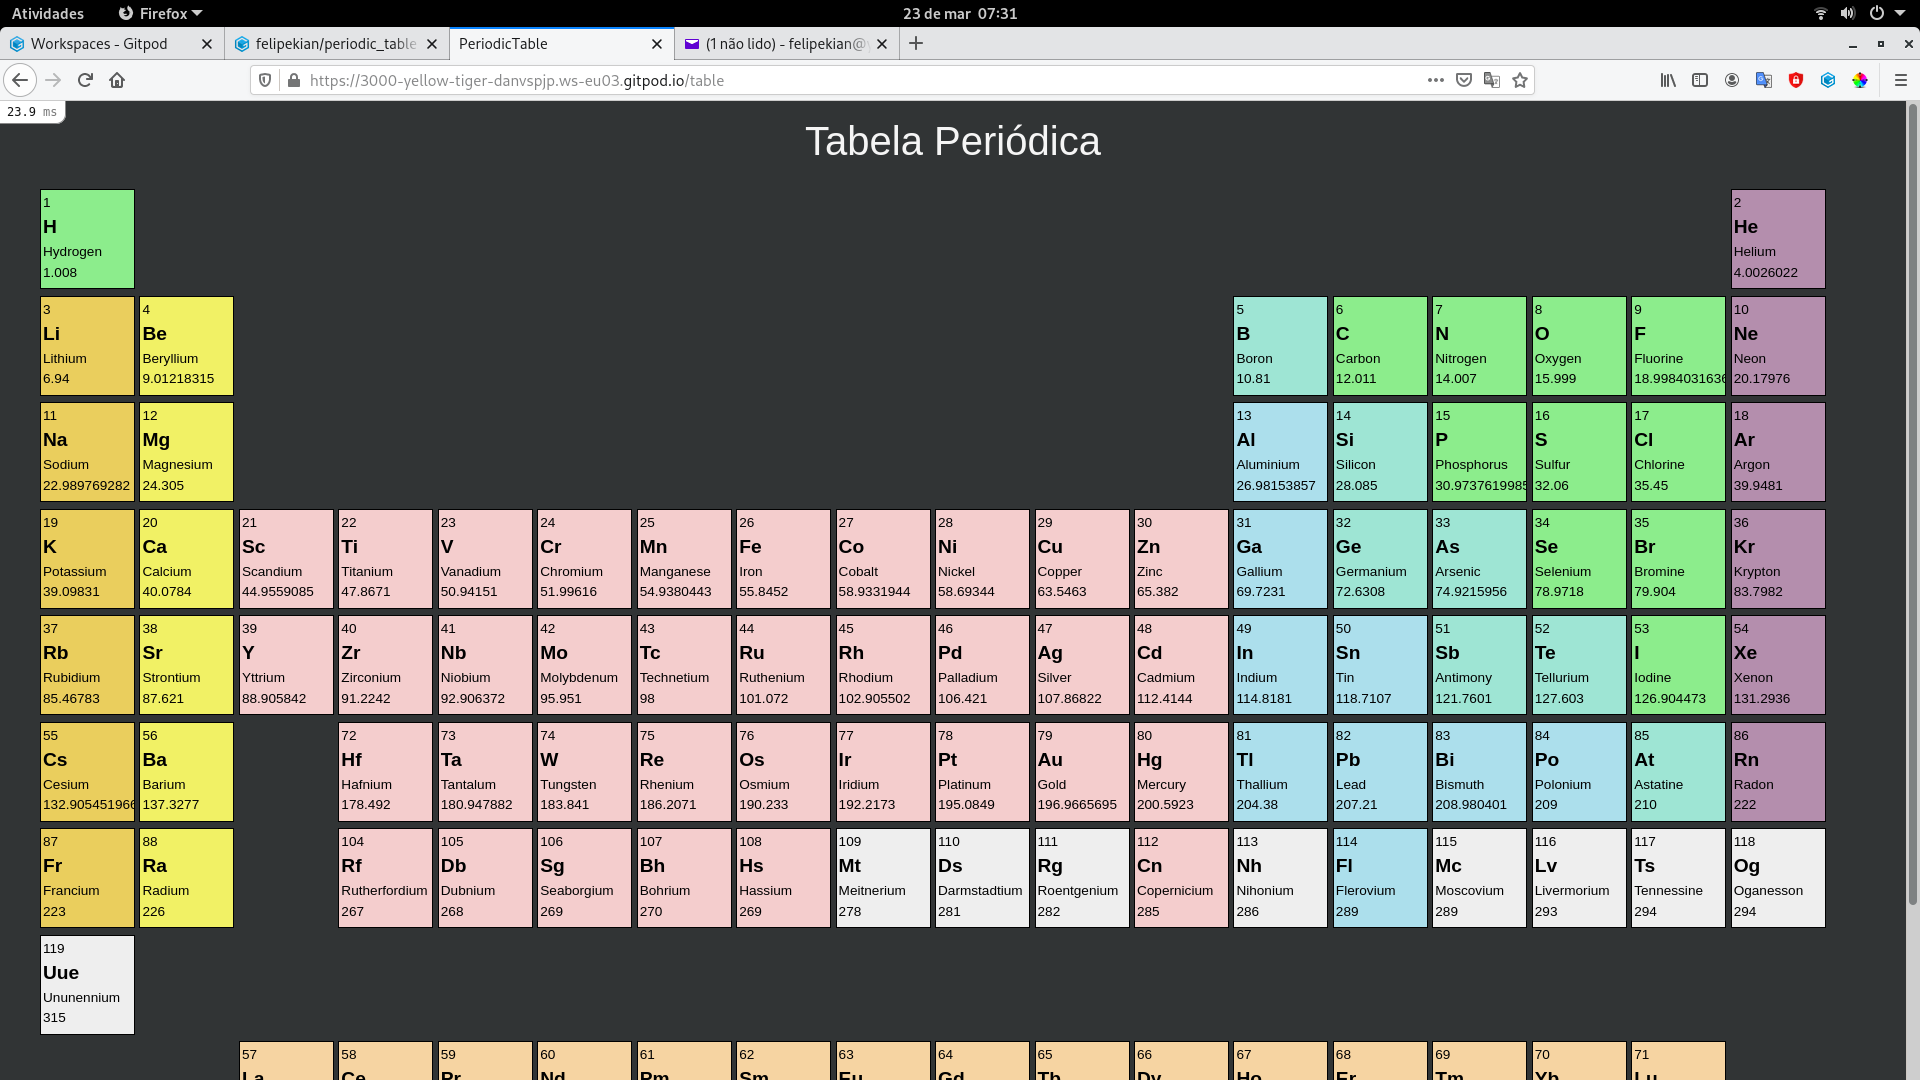 Atividades Firefox 23 de mar 07:31
Workspaces - Gitpod felipekian/periodic_table PeriodicTable (1 não lido) - felipekian@
https://3000-yellow-tiger-danvspjp.ws-eu03.gitpod.io/table
23.9 ms
Tabela Periódica
1 2
H He
Hydrogen Helium
1.008 4.0026022
3 4 5 6 7 8 9 10
Li Be B C N O F Ne
Lithium Beryllium Boron Carbon Nitrogen Oxygen Fluorine Neon
6.94 9.01218315 10.81 12.011 14.007 15.999 18.9984031636 20.17976
11 12 13 14 15 16 17 18
Na Mg Al Si P S Cl Ar
Sodium Magnesium Aluminium Silicon Phosphorus Sulfur Chlorine Argon
22.989769282 24.305 26.98153857 28.085 30.9737619985 32.06 35.45 39.9481
19 20 21 22 23 24 25 26 27 28 29 30 31 32 33 34 35 36
K Ca Sc Ti V Cr Mn Fe Co Ni Cu Zn Ga Ge As Se Br Kr
Potassium Calcium Scandium Titanium Vanadium Chromium Manganese Iron Cobalt Nickel Copper Zinc Gallium Germanium Arsenic Selenium Bromine Krypton
39.09831 40.0784 44.9559085 47.8671 50.94151 51.99616 54.9380443 55.8452 58.9331944 58.69344 63.5463 65.382 69.7231 72.6308 74.9215956 78.9718 79.904 83.7982
37 38 39 40 41 42 43 44 45 46 47 48 49 50 51 52 53 54
Rb Sr Y Zr Nb Mo Tc Ru Rh Pd Ag Cd In Sn Sb Te I Xe
Rubidium Strontium Yttrium Zirconium Niobium Molybdenum Technetium Ruthenium Rhodium Palladium Silver Cadmium Indium Tin Antimony Tellurium Iodine Xenon
85.46783 87.621 88.905842 91.2242 92.906372 95.951 98 101.072 102.905502 106.421 107.86822 112.4144 114.8181 118.7107 121.7601 127.603 126.904473 131.2936
55 56 72 73 74 75 76 77 78 79 80 81 82 83 84 85 86
Cs Ba Hf Ta W Re Os Ir Pt Au Hg Tl Pb Bi Po At Rn
Cesium Barium Hafnium Tantalum Tungsten Rhenium Osmium Iridium Platinum Gold Mercury Thallium Lead Bismuth Polonium Astatine Radon
132.905451966 137.3277 178.492 180.947882 183.841 186.2071 190.233 192.2173 195.0849 196.9665695 200.5923 204.38 207.21 208.980401 209 210 222
87 88 104 105 106 107 108 109 110 111 112 113 114 115 116 117 118
Fr Ra Rf Db Sg Bh Hs Mt Ds Rg Cn Nh Fl Mc Lv Ts Og
Francium Radium Rutherfordium Dubnium Seaborgium Bohrium Hassium Meitnerium Darmstadtium Roentgenium Copernicium Nihonium Flerovium Moscovium Livermorium Tennessine Oganesson
223 226 267 268 269 270 269 278 281 282 285 286 289 289 293 294 294
119
Uue
Ununennium
315
57 58 59 60 61 62 63 64 65 66 67 68 69 70 71
La Ce Pr Nd Pm Sm Eu Gd Tb Dy Ho Er Tm Yb Lu